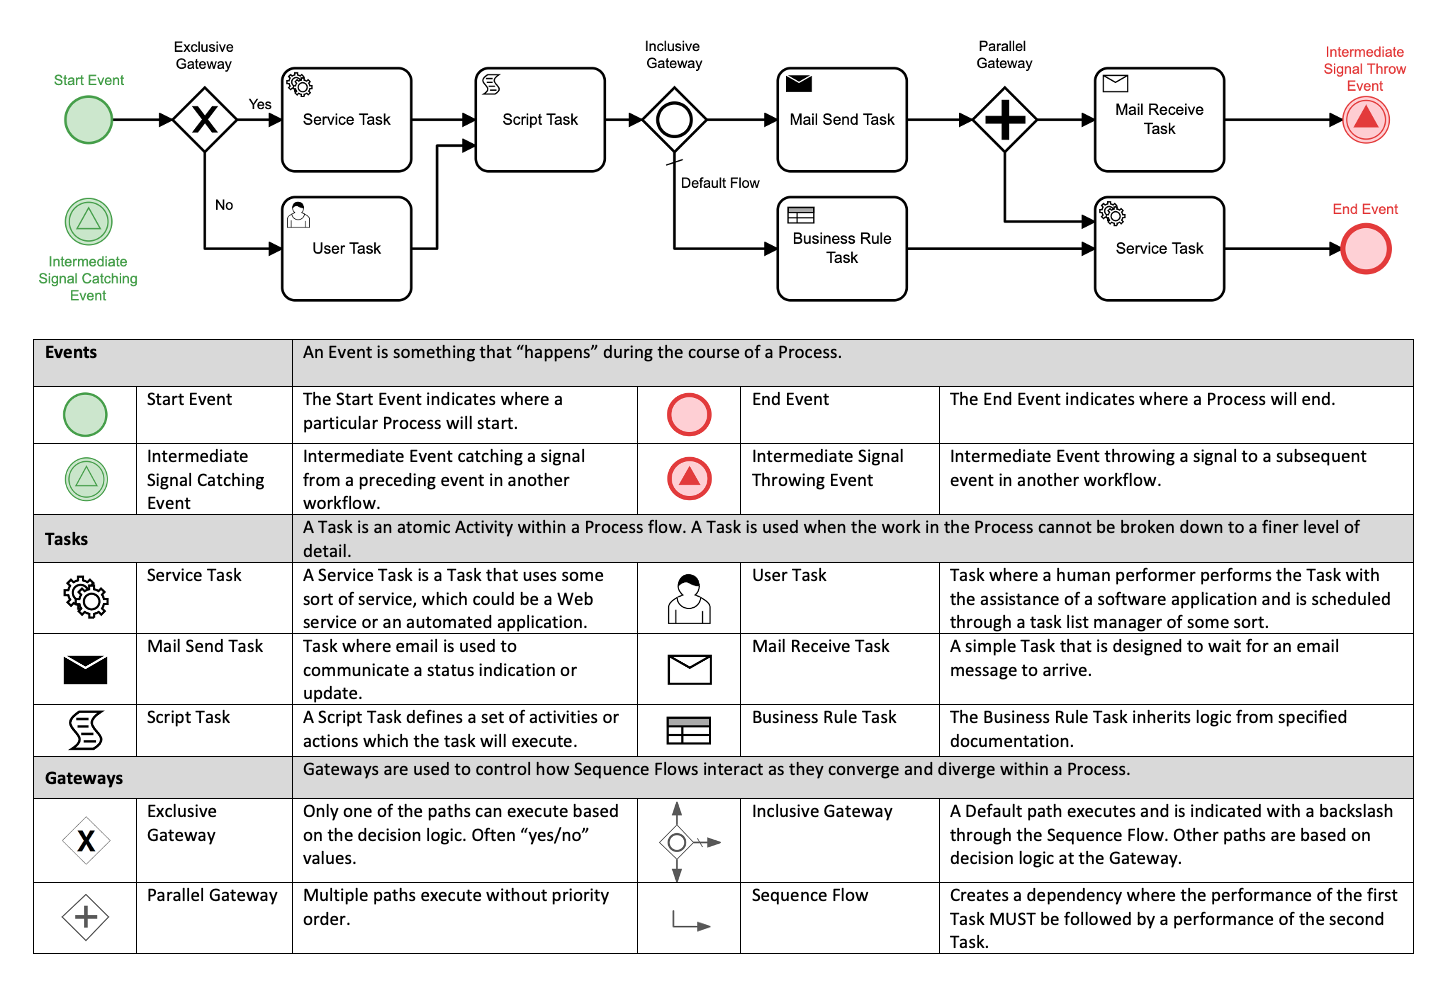 Exclusive
Gateway
Inclusive
Gateway
Parallel
Gateway
Intermediate
Signal Throw
Event
Start Event
Yes
Service Task
Script Task
Mail Send Task
Mail Receive
Task
X
No
Default Flow
User Task
Business Rule
Task
Service Task
End Event
Intermediate
Signal Catching
Event
Events
An Event is something that “happens” during the course of a Process.
Start Event
The Start Event indicates where a
particular Process will start.
End Event
The End Event indicates where a Process will end.
Intermediate
Signal Catching
Event
Intermediate Event catching a signal
from a preceding event in another
workflow.
Intermediate Signal
Throwing Event
Intermediate Event throwing a signal to a subsequent
event in another workflow.
Tasks
A Task is an atomic Activity within a Process flow. A Task is used when the work in the Process cannot be broken down to a finer level of
detail.
Service Task
A Service Task is a Task that uses some
sort of service, which could be a Web
service or an automated application.
User Task
Task where a human performer performs the Task with
the assistance of a software application and is scheduled
through a task list manager of some sort.
Mail Send Task
Task where email is used to
communicate a status indication or
update.
Mail Receive Task
A simple Task that is designed to wait for an email
message to arrive.
Script Task
A Script Task defines a set of activities or
actions which the task will execute.
Business Rule Task
The Business Rule Task inherits logic from specified
documentation.
Gateways
Gateways are used to control how Sequence Flows interact as they converge and diverge within a Process.
X
Exclusive
Gateway
Only one of the paths can execute based
on the decision logic. Often “yes/no”
values.
Inclusive Gateway
A Default path executes and is indicated with a backslash
through the Sequence Flow. Other paths are based on
decision logic at the Gateway.
Parallel Gateway
Multiple paths execute without priority
order.
Sequence Flow
Creates a dependency where the performance of the first
Task MUST be followed by a performance of the second
Task.